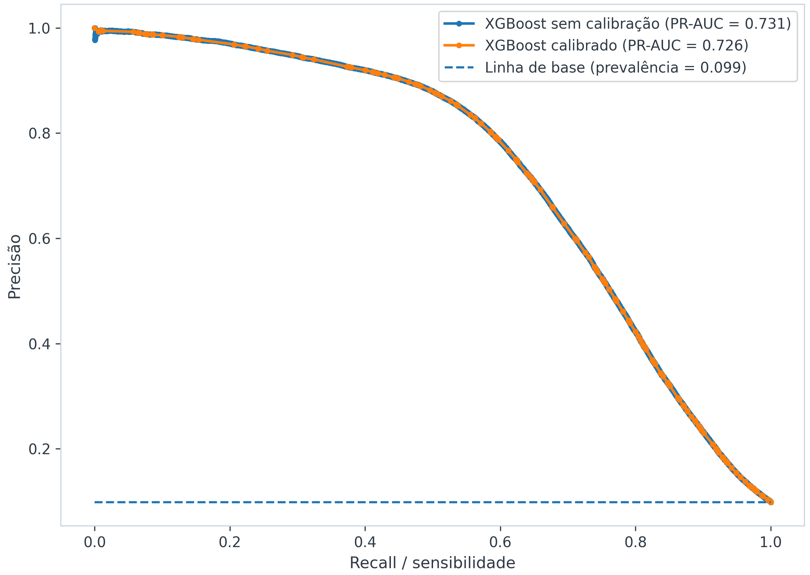 XGBoost sem calibração (PR-AUC = 0.731)
XGBoost calibrado (PR-AUC = 0.726)
Linha de base (prevalência = 0.099)
Precisão
1.0
0.8
0.6
0.4
0.2
0.0 0.2 0.4 0.6 0.8 1.0
Recall / sensibilidade